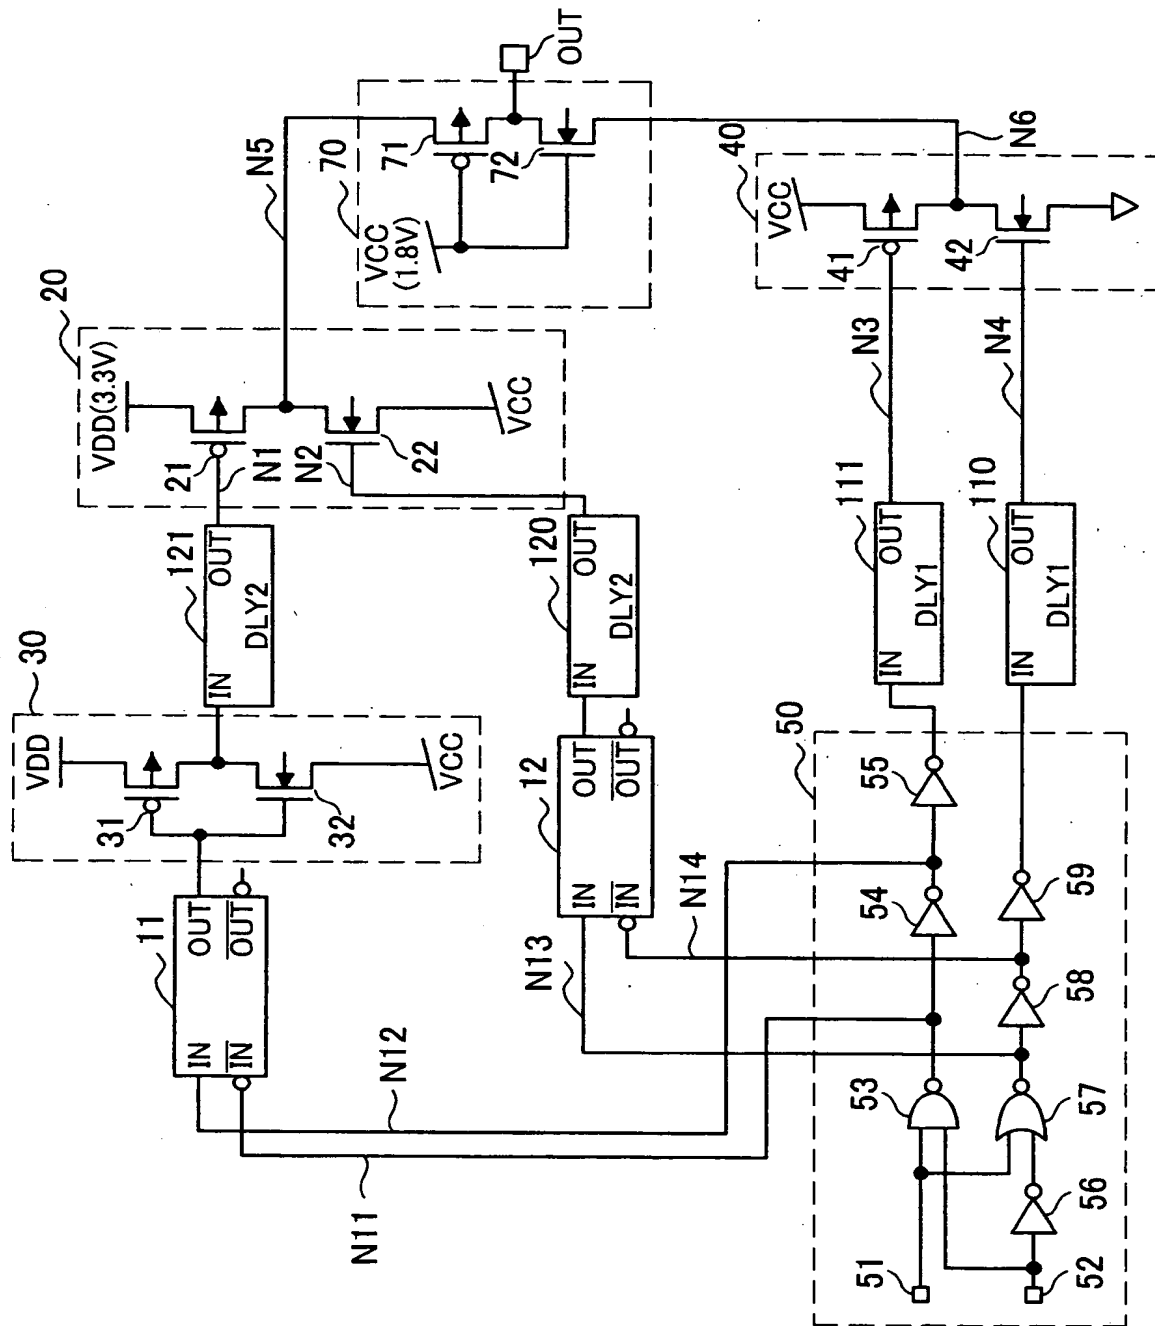 OUT
N5
70
71
72
VCC
(1.8V)
40
N6
VCC
41
42
20
VDD(3.3V)
21
N1
N2
22
VCC
N3
N4
121
IN
OUT
DLY2
120
IN
OUT
DLY2
111
IN
OUT
DLY1
110
IN
OUT
DLY1
30
VDD
31
32
VCC
11
IN
OUT
IN
OUT
12
IN
OUT
IN
OUT
N13
N14
N12
N11
50
51
52
53
54
55
56
57
58
59